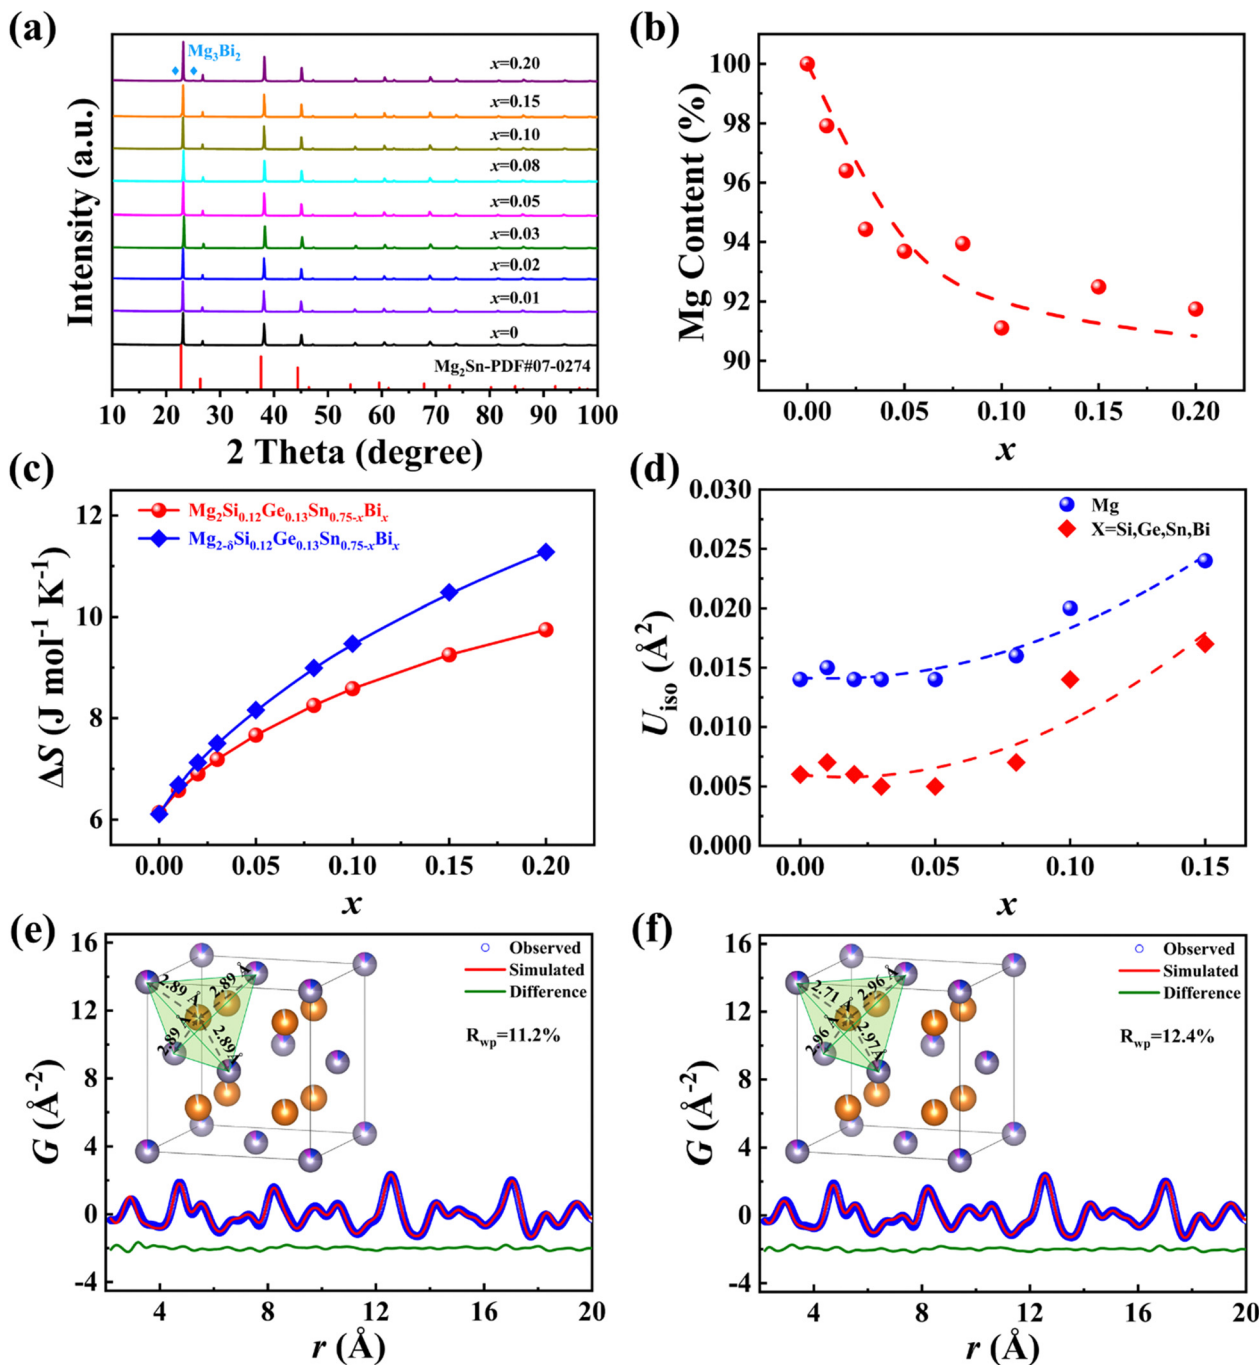 (a)
Mg₃Bi₂
x=0.20
x=0.15
x=0.10
x=0.08
x=0.05
x=0.03
x=0.02
x=0.01
x=0
Mg₂Sn-PDF#07-0274
Intensity (a.u.)
10 20 30 40 50 60 70 80 90 100
2 Theta (degree)
(b)
100
98
96
94
92
90
Mg Content (%)
0.00 0.05 0.10 0.15 0.20
x
(c)
Mg₂Si₀.₁₂Ge₀.₁₃Sn₀.₇₅₋ₓBiₓ
Mg₂₋δSi₀.₁₂Ge₀.₁₃Sn₀.₇₅₋ₓBiₓ
12
10
8
6
ΔS (J mol⁻¹ K⁻¹)
0.00 0.05 0.10 0.15 0.20
x
(d)
Mg
X=Si,Ge,Sn,Bi
0.030
0.025
0.020
0.015
0.010
0.005
0.000
U_iso (Å²)
0.00 0.05 0.10 0.15
x
(e)
Observed
Simulated
Difference
R_wp=11.2%
2.89 Å
2.89 Å
2.89 Å
2.89 Å
16
12
8
4
0
-4
G (Å⁻²)
4 8 12 16 20
r (Å)
(f)
Observed
Simulated
Difference
R_wp=12.4%
2.71 Å
2.96 Å
2.96 Å
2.97Å
16
12
8
4
0
-4
G (Å⁻²)
4 8 12 16 20
r (Å)